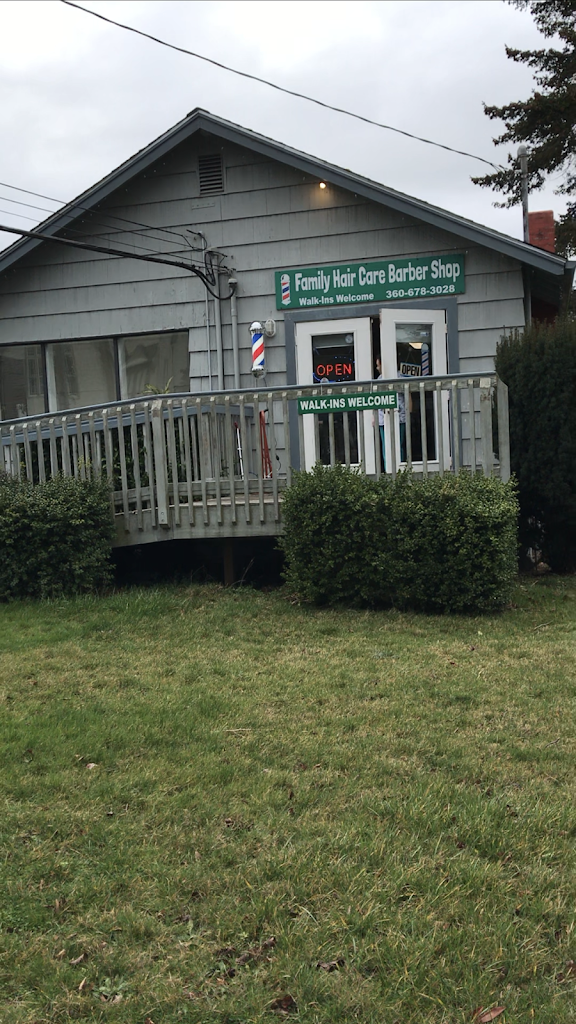 Family Hair Care Barber Shop
Walk-Ins Welcome 360-678-3028
OPEN
OPEN
WALK-INS WELCOME